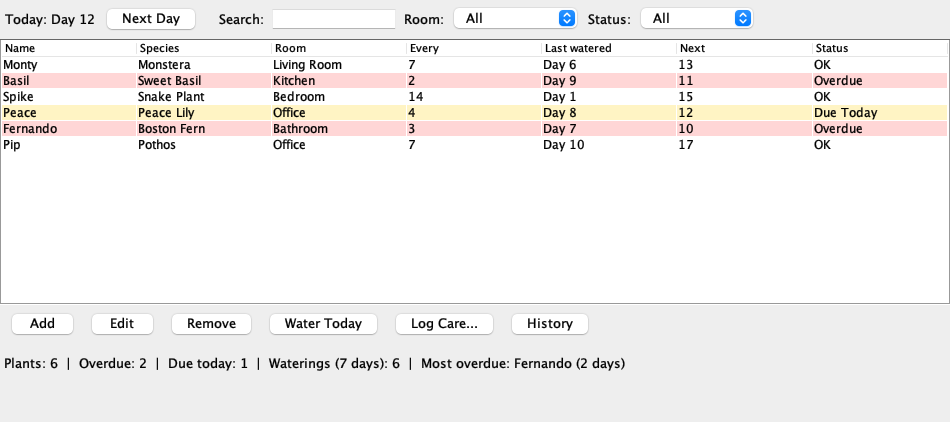 Today: Day 12 Next Day Search: Room: All Status: All
Name Species Room Every Last watered Next Status
Monty Monstera Living Room 7 Day 6 13 OK
Basil Sweet Basil Kitchen 2 Day 9 11 Overdue
Spike Snake Plant Bedroom 14 Day 1 15 OK
Peace Peace Lily Office 4 Day 8 12 Due Today
Fernando Boston Fern Bathroom 3 Day 7 10 Overdue
Pip Pothos Office 7 Day 10 17 OK
Add Edit Remove Water Today Log Care... History
Plants: 6 | Overdue: 2 | Due today: 1 | Waterings (7 days): 6 | Most overdue: Fernando (2 days)